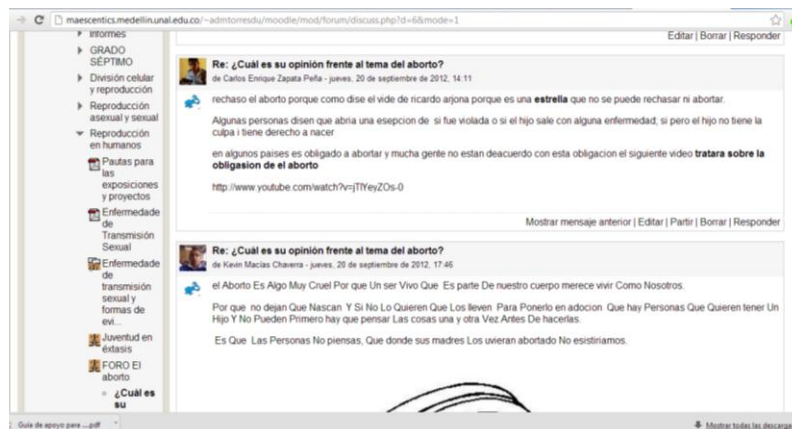 maescentics.medellin.unal.edu.co/~admtorresdu/moodle/mod/forum/discuss.php?d=6&mode=1
Informes
GRADO
SÉPTIMO
División celular
y reproducción
Reproducción
asexual y sexual
Reproducción
en humanos
Pautas para
las
exposiciones
y proyectos
Enfermedade
de
Transmisión
Sexual
Enfermedade
de
transmisión
sexual y
formas de
evi...
Juventud en
éxtasis
FORO El
aborto
¿Cuál es
su
Editar | Borrar | Responder
Re: ¿Cuál es su opinión frente al tema del aborto?
de Carlos Enrique Zapata Peña - jueves, 20 de septiembre de 2012, 14:11
rechaso el aborto porque como dise el vide de ricardo arjona porque es una estrella que no se puede rechasar ni abortar.
Algunas personas disen que abria una esepcion de si fue violada o si el hijo sale con alguna enfermedad; si pero el hijo no tiene la
culpa i tiene derecho a nacer
en algunos paises es obligado a abortar y mucha gente no estan deacuerdo con esta obligacion el siguiente video tratara sobre la
obligasion de el aborto
http://www.youtube.com/watch?v=jTlYeyZOs-0
Mostrar mensaje anterior | Editar | Partir | Borrar | Responder
Re: ¿Cuál es su opinión frente al tema del aborto?
de Kevin Macías Chaverra - jueves, 20 de septiembre de 2012, 17:46
el Aborto Es Algo Muy Cruel Por que Un ser Vivo Que Es parte De nuestro cuerpo merece vivir Como Nosotros.
Por que no dejan Que Nascan Y Si No Lo Quieren Que Los lleven Para Ponerlo en adocion Que hay Personas Que Quieren tener Un
Hijo Y No Pueden Primero hay que pensar Las cosas una y otra Vez Antes De hacerlas.
Es Que Las Personas No piensas, Que donde sus madres Los uvieran abortado No esistiriamos.
Guía de apoyo para ....pdf
Mostrar todas las descarga